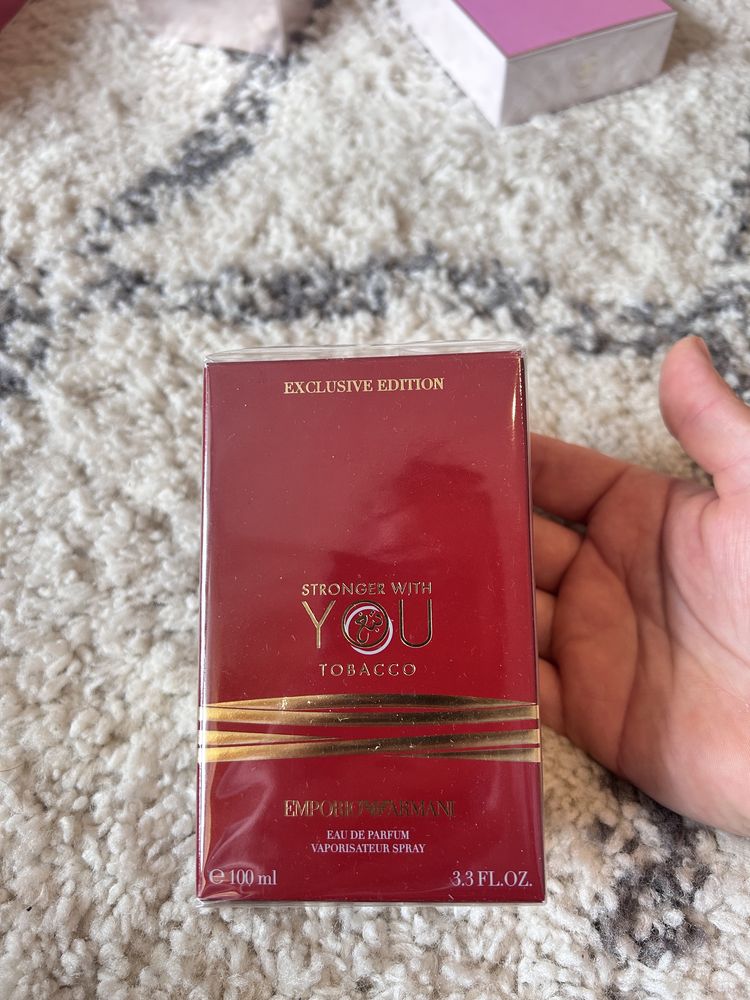 EXCLUSIVE EDITION
STRONGER WITH
YOU
TOBACCO
EMPORIO ARMANI
EAU DE PARFUM
VAPORISATEUR SPRAY
℮ 100 ml 3.3 FL.OZ.